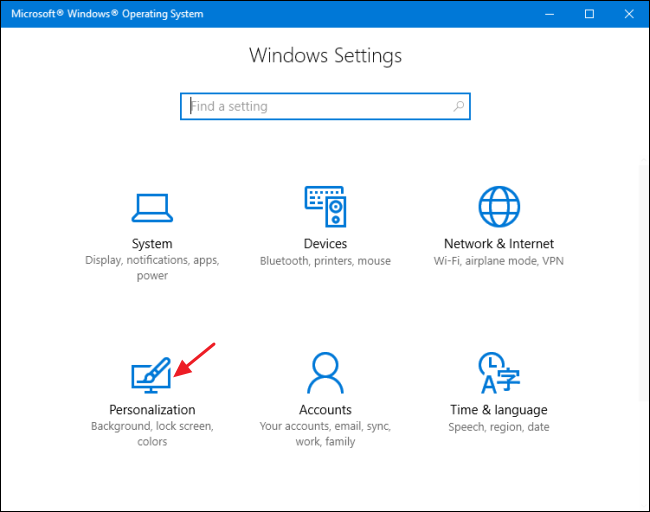 Microsoft® Windows® Operating System
Windows Settings
Find a setting
System
Display, notifications, apps,
power
Devices
Bluetooth, printers, mouse
Network & Internet
Wi-Fi, airplane mode, VPN
Personalization
Background, lock screen,
colors
Accounts
Your accounts, email, sync,
work, family
A字
Time & language
Speech, region, date